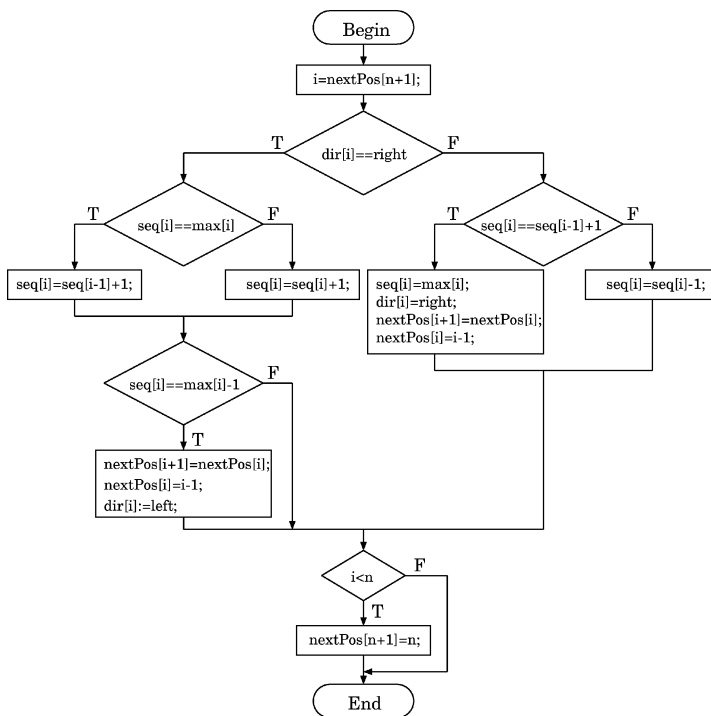 Begin
i=nextPos[n+1];
dir[i]==right
T
F
seq[i]==max[i]
T
F
seq[i]==seq[i-1]+1
T
F
seq[i]=seq[i-1]+1;
seq[i]=seq[i]+1;
seq[i]=max[i];
dir[i]=right;
nextPos[i+1]=nextPos[i];
nextPos[i]=i-1;
seq[i]=seq[i]-1;
seq[i]==max[i]-1
F
T
nextPos[i+1]=nextPos[i];
nextPos[i]=i-1;
dir[i]:=left;
i<n
F
T
nextPos[n+1]=n;
End